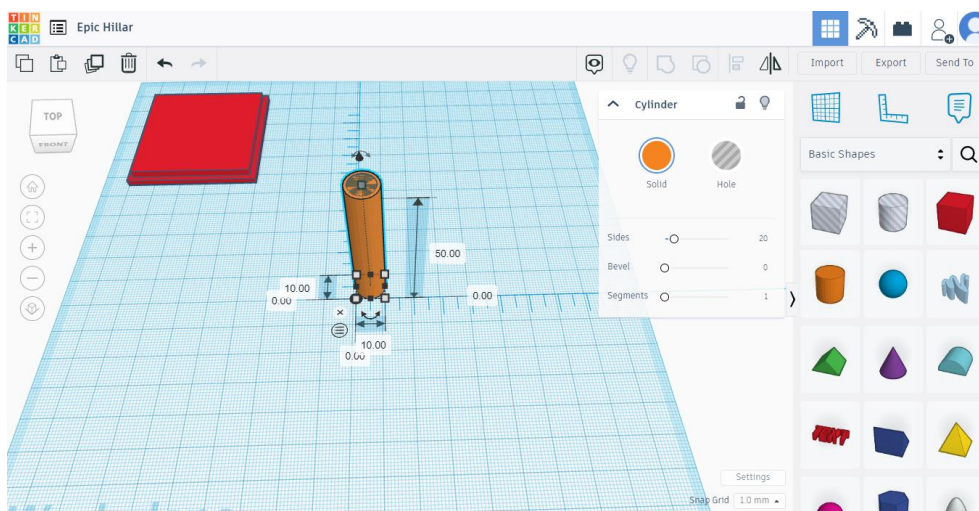 TIN
KER
CAD
Epic Hillar
Import
Export
Send To
TOP
FRONT
Cylinder
Solid
Hole
Sides
20
Bevel
0
Segments
1
Basic Shapes
50.00
10.00
0.00
0.00
10.00
0.00
TEXT
Settings
Snap Grid 1.0 mm